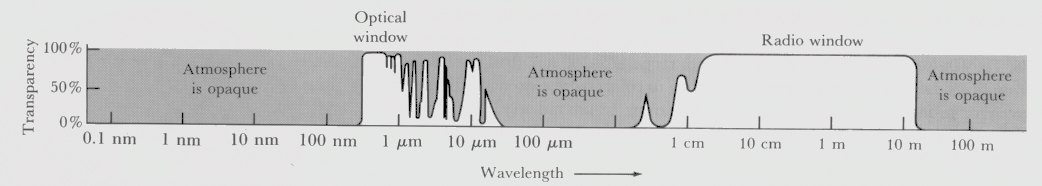 Optical
window
Radio window
Transparency
100%
50%
0%
Atmosphere
is opaque
Atmosphere
is opaque
Atmosphere
is opaque
0.1 nm 1 nm 10 nm 100 nm 1 μm 10 μm 100 μm 1 cm 10 cm 1 m 10 m 100 m
Wavelength